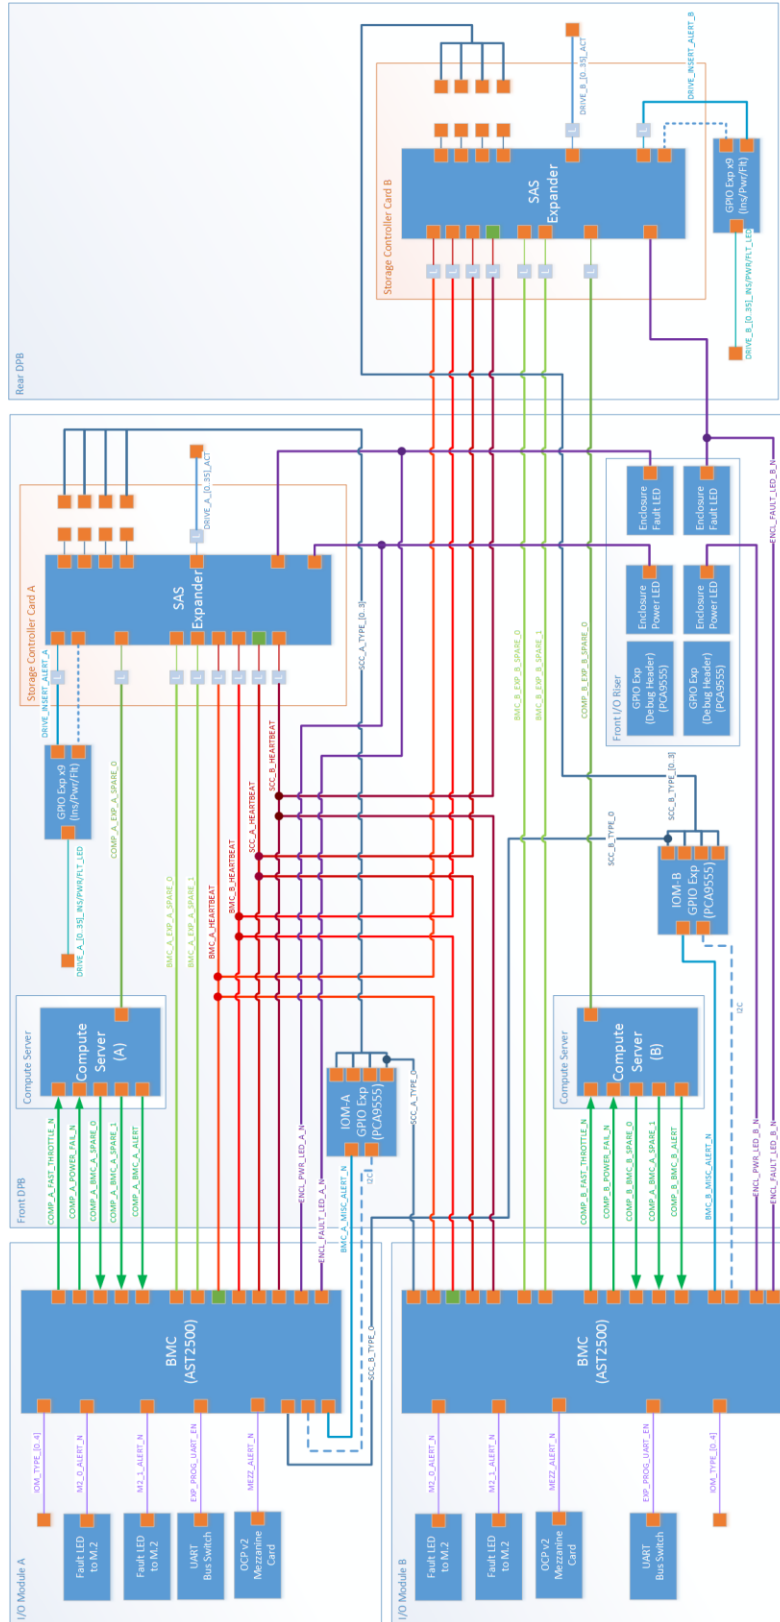 Rear DPB
Storage Controller Card B
SAS
Expander
DRIVE_B_[0..35]_ACT
DRIVE_INSERT_ALERT_B
GPIO Exp x9
(Ins/Pwr/Flt)
DRIVE_B_[0..35]_INS/PWR/FLT_LED
L
L
L
L
L
L
L
L
L
Front DPB
Storage Controller Card A
SAS
Expander
DRIVE_A_[0..35]_ACT
DRIVE_INSERT_ALERT_A
GPIO Exp x9
(Ins/Pwr/Flt)
DRIVE_A_[0..35]_INS/PWR/FLT_LED
L
L
L
L
L
L
L
L
L
COMP_A_EXP_A_SPARE_0
BMC_A_EXP_A_SPARE_0
BMC_A_EXP_A_SPARE_1
BMC_A_HEARTBEAT
BMC_B_HEARTBEAT
SCC_A_HEARTBEAT
SCC_B_HEARTBEAT
SCC_A_TYPE_[0..3]
BMC_B_EXP_B_SPARE_0
BMC_B_EXP_B_SPARE_1
COMP_B_EXP_B_SPARE_0
Front I/O Riser
Enclosure
Fault LED
Enclosure
Fault LED
Enclosure
Power LED
Enclosure
Power LED
GPIO Exp
(Debug Header)
(PCA9555)
GPIO Exp
(Debug Header)
(PCA9555)
ENCL_FAULT_LED_B_N
SCC_B_TYPE_0
SCC_B_TYPE_[0..3]
IOM-B
GPIO Exp
(PCA9555)
I2C
Compute Server
Compute
Server
(A)
COMP_A_FAST_THROTTLE_N
COMP_A_POWER_FAIL_N
COMP_A_BMC_A_SPARE_0
COMP_A_BMC_A_SPARE_1
COMP_A_BMC_A_ALERT
ENCL_PWR_LED_A_N
ENCL_FAULT_LED_A_N
IOM-A
GPIO Exp
(PCA9555)
BMC_A_MISC_ALERT_N
I2C
SCC_A_TYPE_0
Compute Server
Compute
Server
(B)
COMP_B_FAST_THROTTLE_N
COMP_B_POWER_FAIL_N
COMP_B_BMC_B_SPARE_0
COMP_A_BMC_B_SPARE_1
COMP_B_BMC_B_ALERT
BMC_B_MISC_ALERT_N
ENCL_PWR_LED_B_N
ENCL_FAULT_LED_B_N
I/O Module A
BMC
(AST2500)
SCC_B_TYPE_0
IOM_TYPE_[0..4]
M2_0_ALERT_N
M2_1_ALERT_N
EXP_PROG_UART_EN
MEZZ_ALERT_N
Fault LED
to M.2
Fault LED
to M.2
UART
Bus Switch
OCP v2
Mezzanine
Card
I/O Module B
BMC
(AST2500)
M2_0_ALERT_N
M2_1_ALERT_N
MEZZ_ALERT_N
EXP_PROG_UART_EN
IOM_TYPE_[0..4]
Fault LED
to M.2
Fault LED
to M.2
OCP v2
Mezzanine
Card
UART
Bus Switch